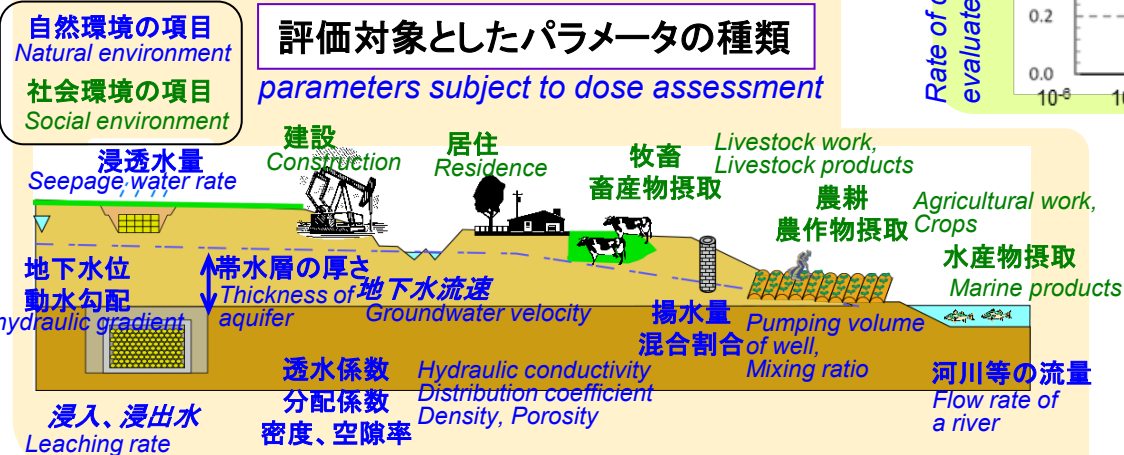 自然環境の項目
Natural environment
社会環境の項目
Social environment
評価対象としたパラメータの種類
parameters subject to dose assessment
evaluate
0.2
0.0
浸透水量
Seepage water rate
建設
Construction
居住
Residence
牧畜
畜産物摂取
Livestock work,
Livestock products
農耕
農作物摂取
Agricultural work,
Crops
水産物摂取
Marine products
地下水位
動水勾配
hydraulic gradient
帯水層の厚さ
Thickness of
aquifer
地下水流速
Groundwater velocity
揚水量
混合割合
Pumping volume
of well,
Mixing ratio
河川等の流量
Flow rate of
a river
透水係数
分配係数
密度、空隙率
Hydraulic conductivity
Distribution coefficient
Density, Porosity
浸入、浸出水
Leaching rate